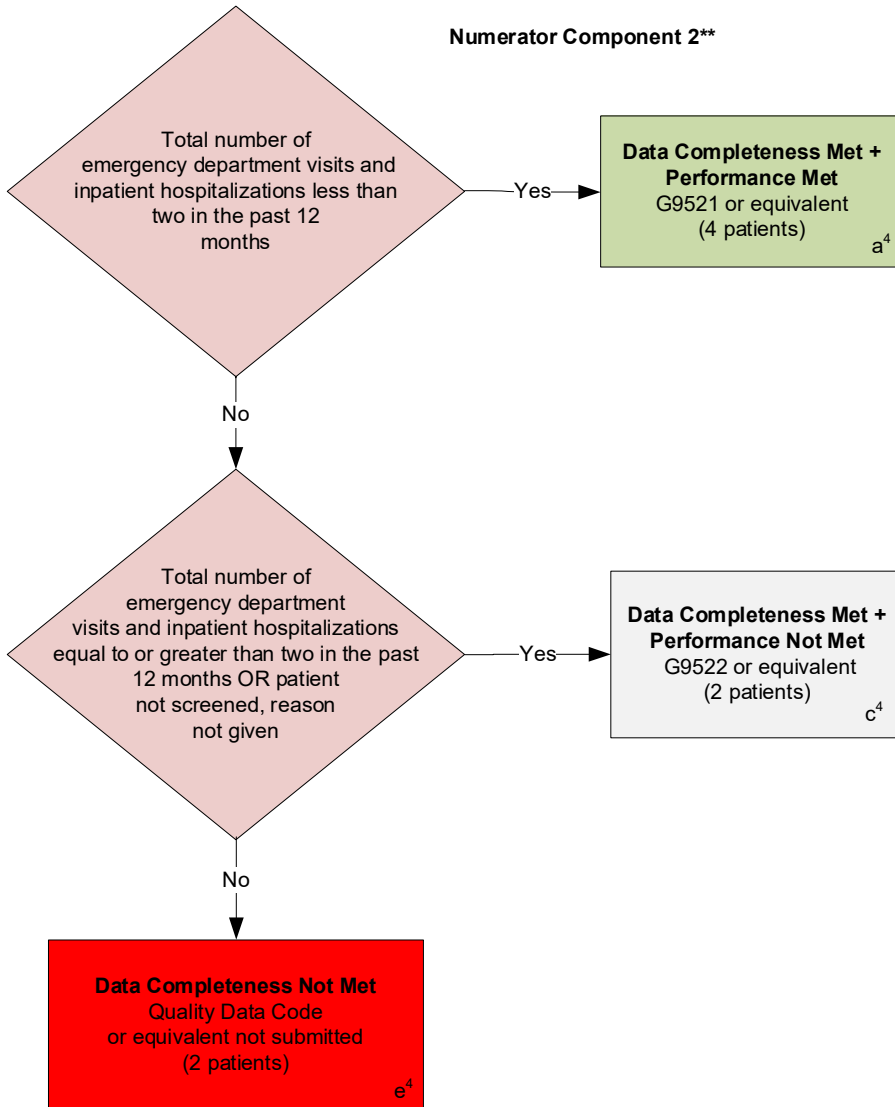 Numerator Component 2**
Total number of
emergency department visits and
inpatient hospitalizations less than
two in the past 12
months
Yes
Data Completeness Met +
Performance Met
G9521 or equivalent
(4 patients)
a⁴
No
Total number of
emergency department
visits and inpatient hospitalizations
equal to or greater than two in the past
12 months OR patient
not screened, reason
not given
Yes
Data Completeness Met +
Performance Not Met
G9522 or equivalent
(2 patients)
c⁴
No
Data Completeness Not Met
Quality Data Code
or equivalent not submitted
(2 patients)
e⁴